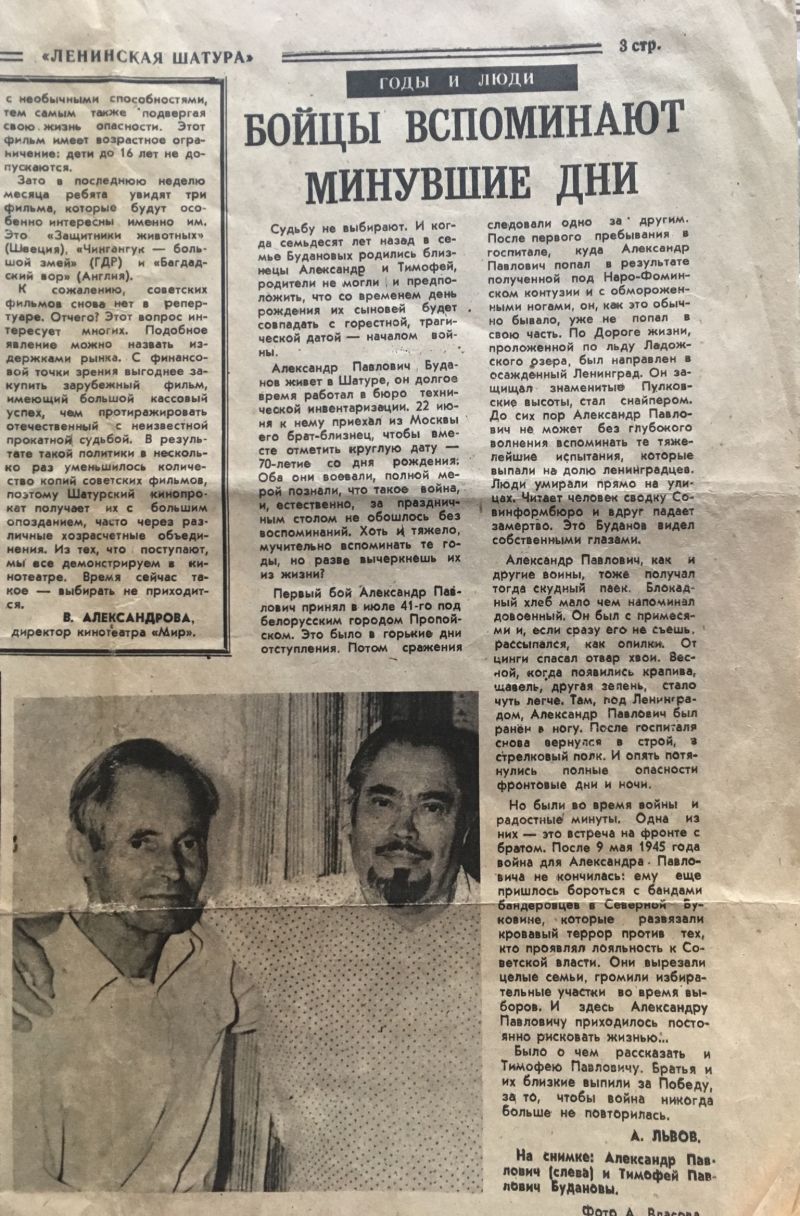 «ЛЕНИНСКАЯ ШАТУРА»
3 стр.
с необычными способностями,
тем самым также подвергая
свою жизнь опасности. Этот
фильм имеет возрастное огра-
ничение: дети до 16 лет не до-
пускаются.
Зато в последнюю неделю
месяца ребята увидят три
фильма, которые будут осо-
бенно интересны именно им.
Это «Защитники животных»
(Швеция), «Чингангук — боль-
шой змей» (ГДР) и «Багдад-
ский вор» (Англия).
К сожалению, советских
фильмов снова нет в репер-
туаре. Отчего? Этот вопрос ин-
тересует многих. Подобное
явление можно назвать из-
держками рынка. С финансо-
вой точки зрения выгоднее за-
купить зарубежный фильм,
имеющий большой кассовый
успех, чем протиражировать
отечественный с неизвестной
прокатной судьбой. В резуль-
тате такой политики в несколь-
ко раз уменьшилось количе-
ство копий советских фильмов,
поэтому Шатурский кинопро-
кат получает их с большим
опозданием, часто через раз-
личные хозрасчетные объеди-
нения. Из тех, что поступают,
мы все демонстрируем в ки-
нотеатре. Время сейчас та-
кое — выбирать не приходит-
ся.
В. АЛЕКСАНДРОВА,
директор кинотеатра «Мир».
ГОДЫ И ЛЮДИ
БОЙЦЫ ВСПОМИНАЮТ
МИНУВШИЕ ДНИ
Судьбу не выбирают. И ког-
да семьдесят лет назад в се-
мье Будановых родились близ-
нецы Александр и Тимофей,
родители не могли и предпо-
ложить, что со временем день
рождения их сыновей будет
совпадать с горестной, траги-
ческой датой — началом вой-
ны.
Александр Павлович Буда-
нов живет в Шатуре, он долгое
время работал в бюро техни-
ческой инвентаризации. 22 ию-
ня к нему приехал из Москвы
его брат-близнец, чтобы вме-
сте отметить круглую дату —
70-летие со дня рождения.
Оба они воевали, полной ме-
рой познали, что такое война,
и, естественно, за празднич-
ным столом не обошлось без
воспоминаний. Хоть и тяжело,
мучительно вспоминать те го-
ды, но разве вычеркнешь их
из жизни?
Первый бой Александр Пав-
лович принял в июле 41-го под
белорусским городом Пропой-
ском. Это было в горькие дни
отступления. Потом сражения
следовали одно за другим.
После первого пребывания в
госпитале, куда Александр
Павлович попал в результате
полученной под Наро-Фомин-
ском контузии и с обморожен-
ными ногами, он, как это обыч-
но бывало, уже не попал в
свою часть. По Дороге жизни,
проложенной по льду Ладож-
ского озера, был направлен в
осажденный Ленинград. Он за-
щищал знаменитые Пулков-
ские высоты, стал снайпером.
До сих пор Александр Павло-
вич не может без глубокого
волнения вспоминать те тяже-
лейшие испытания, которые
выпали на долю ленинградцев.
Люди умирали прямо на ули-
цах. Читает человек сводку Со-
винформбюро и вдруг падает
замертво. Это Буданов видел
собственными глазами.
Александр Павлович, как и
другие воины, тоже получал
тогда скудный паек. Блокад-
ный хлеб мало чем напоминал
довоенный. Он был с примеся-
ми и, если сразу его не съешь,
рассыпался, как опилки. От
цинги спасал отвар хвои. Вес-
ной, когда появились крапива,
щавель, другая зелень, стало
чуть легче. Там, под Ленингра-
дом, Александр Павлович был
ранен в ногу. После госпиталя
снова вернулся в строй, в
стрелковый полк. И опять потя-
нулись полные опасности
фронтовые дни и ночи.
Но были во время войны и
радостные минуты. Одна из
них — это встреча на фронте с
братом. После 9 мая 1945 года
война для Александра Павло-
вича не кончилась: ему еще
пришлось бороться с бандами
бандеровцев в Северной Бу-
ковине, которые развязали
кровавый террор против тех,
кто проявлял лояльность к Со-
ветской власти. Они вырезали
целые семьи, громили избира-
тельные участки во время вы-
боров. И здесь Александру
Павловичу приходилось посто-
янно рисковать жизнью...
Было о чем рассказать и
Тимофею Павловичу. Братья и
их близкие выпили за Победу,
за то, чтобы война никогда
больше не повторилась.
А. ЛЬВОВ.
На снимке: Александр Пав-
лович (слева) и Тимофей Пав-
лович Будановы.
Фото А. Власова.